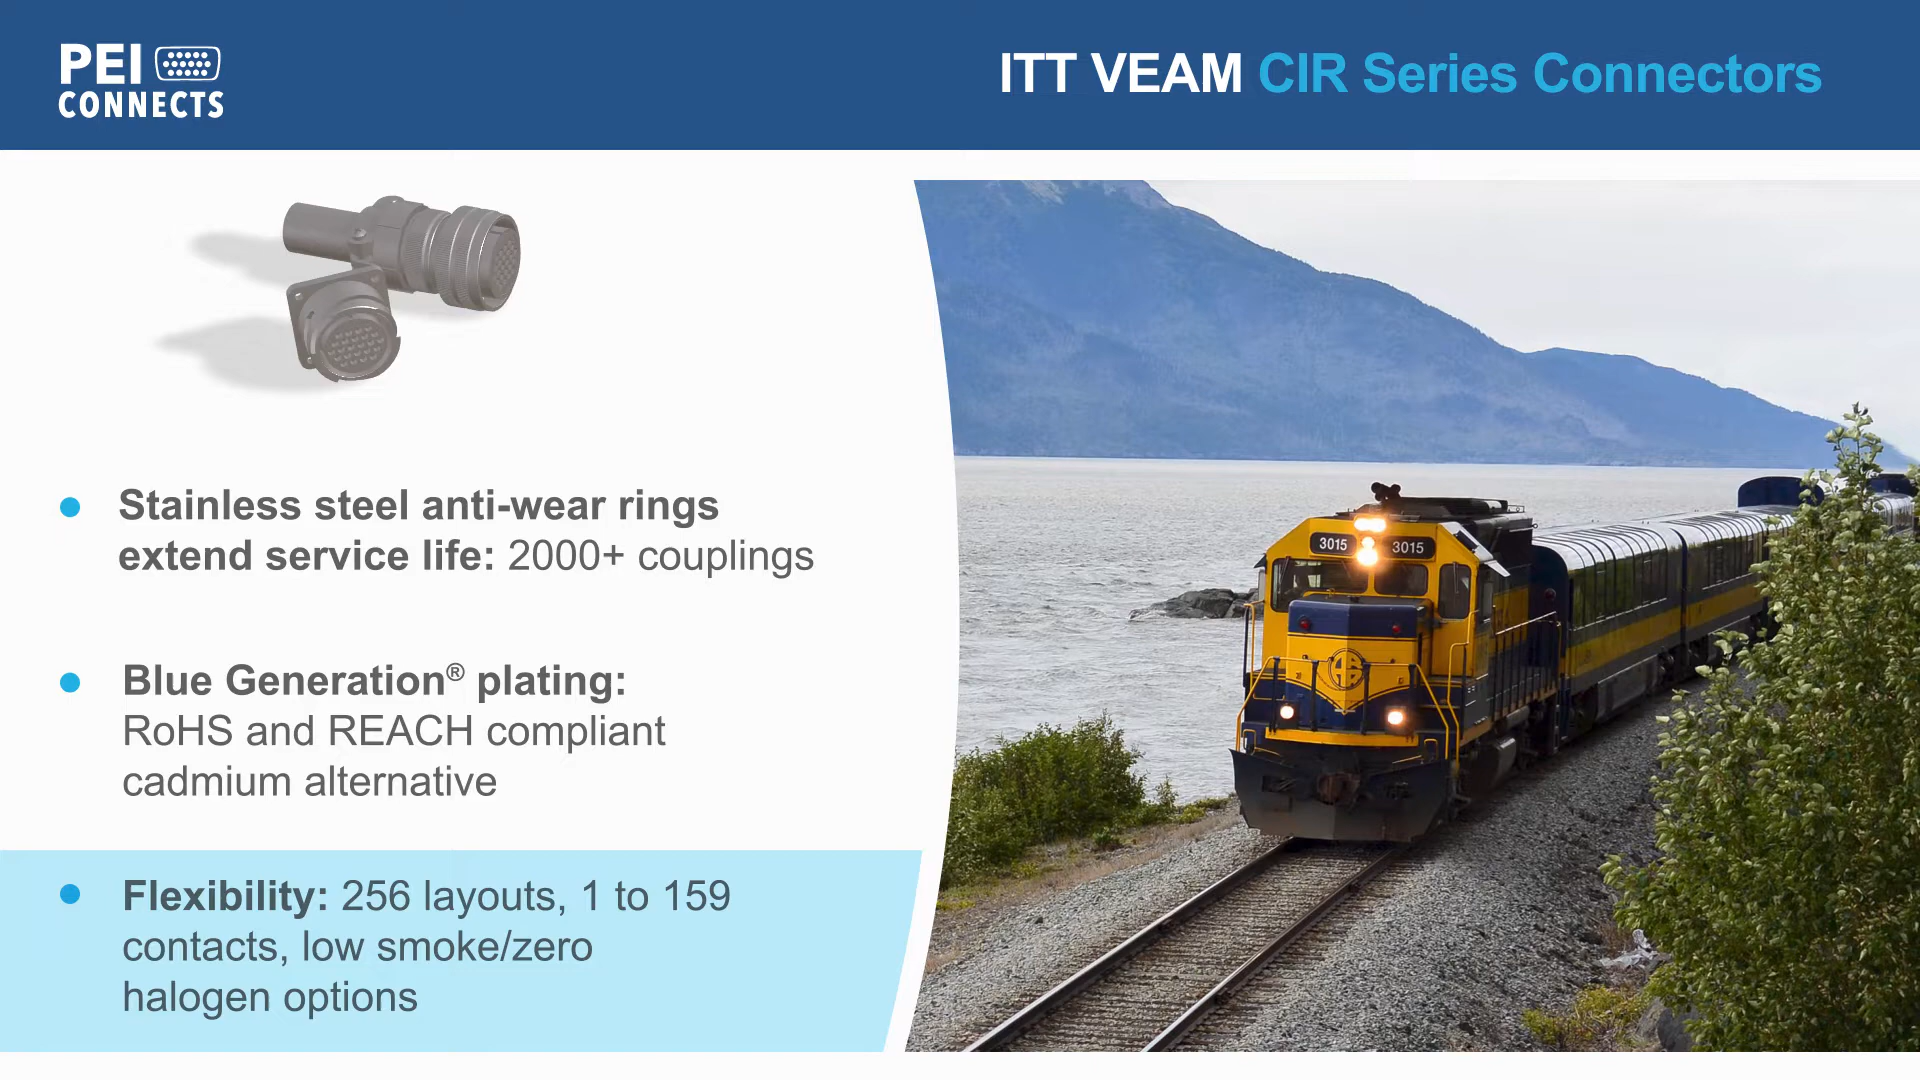 PEI
CONNECTS
ITT VEAM CIR Series Connectors
Stainless steel anti-wear rings
extend service life: 2000+ couplings
Blue Generation® plating:
RoHS and REACH compliant
cadmium alternative
Flexibility: 256 layouts, 1 to 159
contacts, low smoke/zero
halogen options
3015 3015